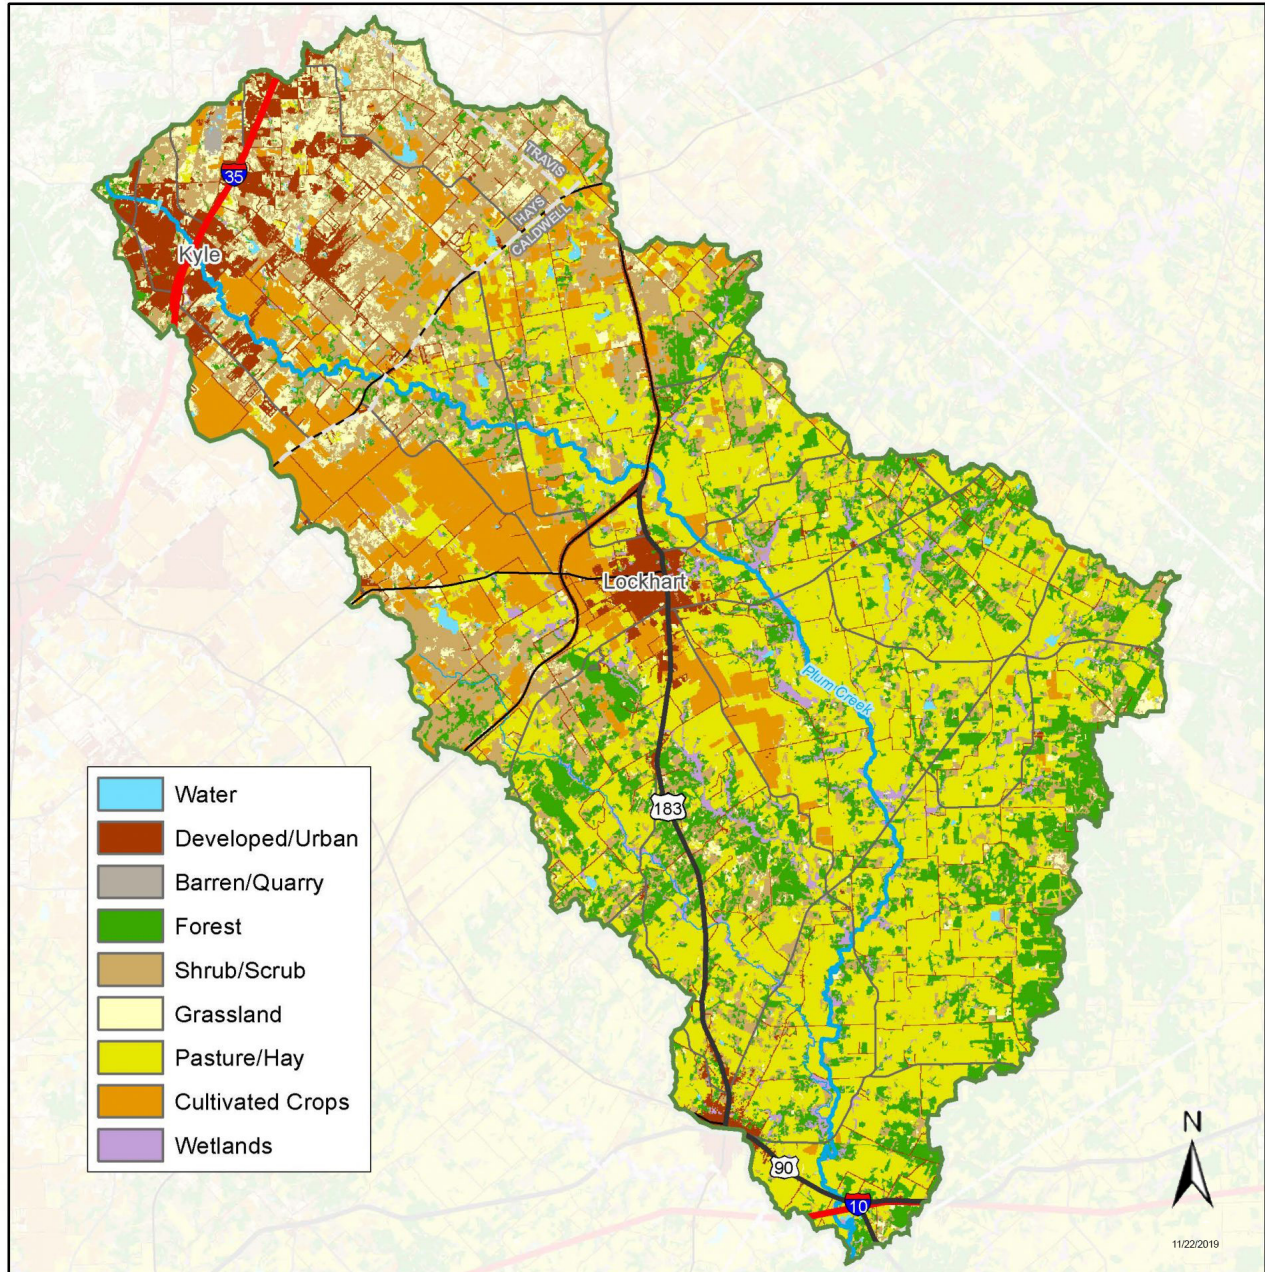 TRAVIS
35
HAYS
CALDWELL
Kyle
Lockhart
Plum Creek
Water
183
Developed/Urban
Barren/Quarry
Forest
Shrub/Scrub
Grassland
Pasture/Hay
Cultivated Crops
Wetlands
N
90
10
11/22/2019